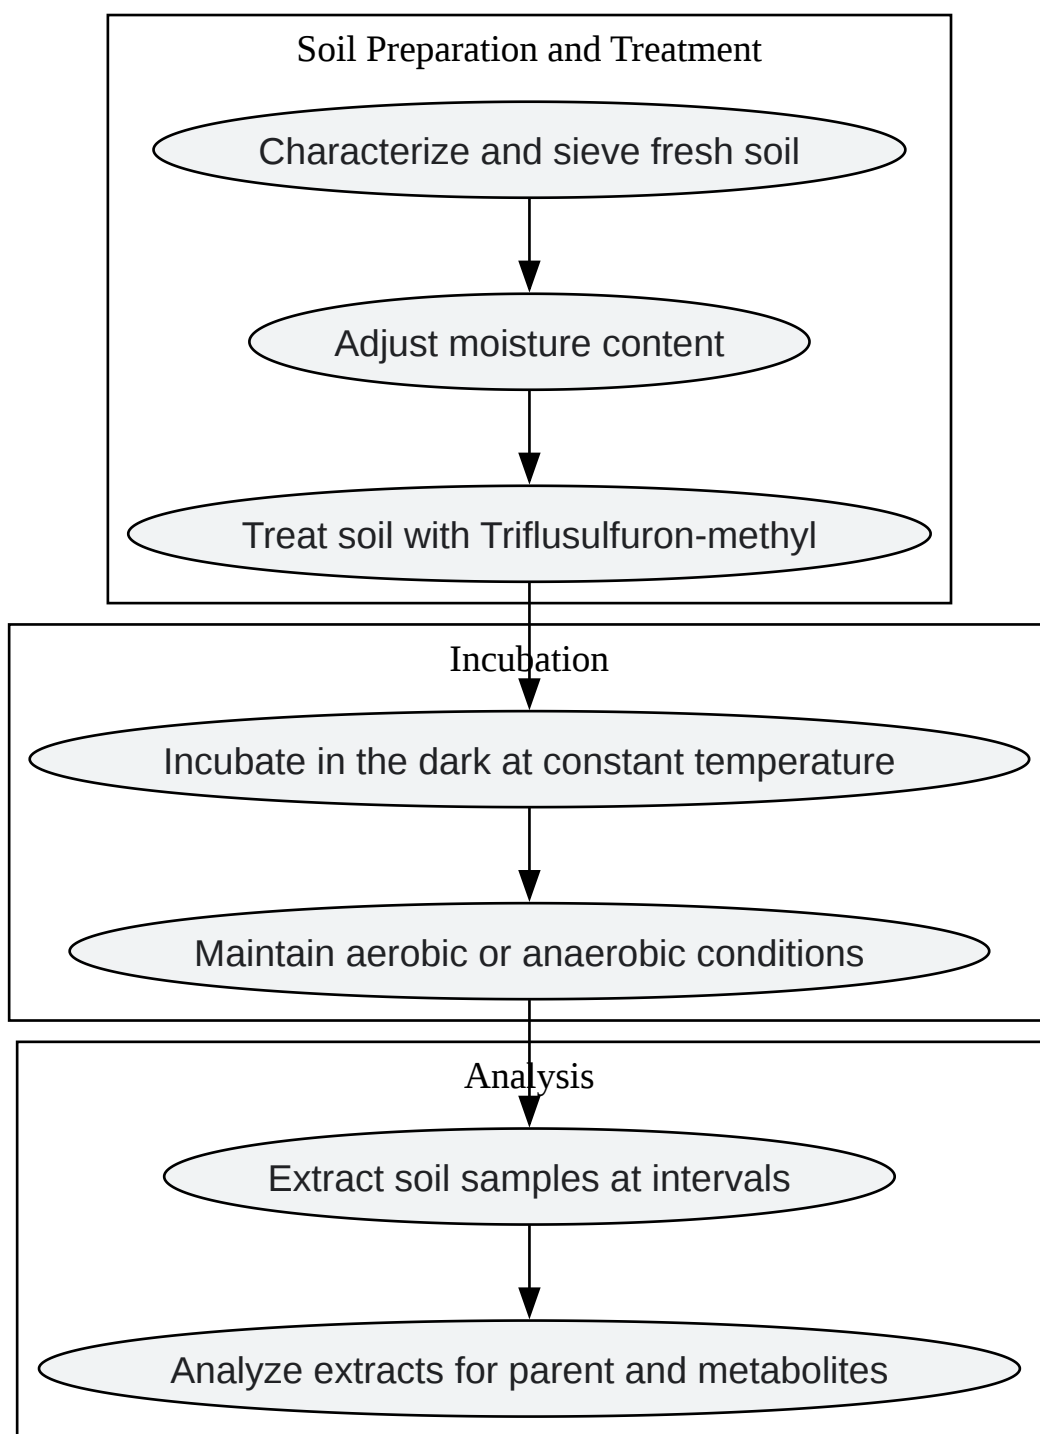 Soil Preparation and Treatment
Characterize and sieve fresh soil
Adjust moisture content
Treat soil with Triflusulfuron-methyl
Incubation
Incubate in the dark at constant temperature
Maintain aerobic or anaerobic conditions
Analysis
Extract soil samples at intervals
Analyze extracts for parent and metabolites